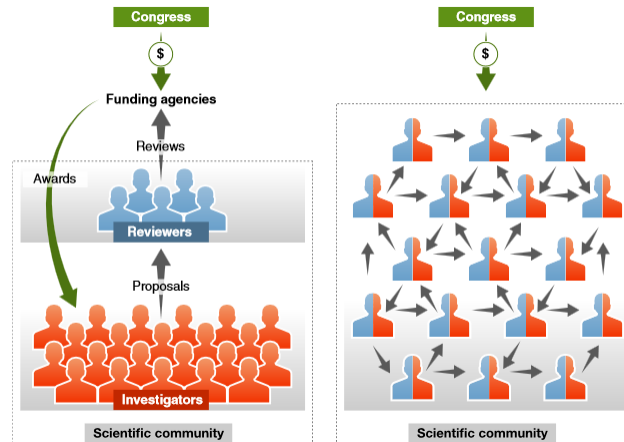 Congress
$
Funding agencies
Reviews
Awards
Reviewers
Proposals
Investigators
Scientific community
Congress
$
Scientific community